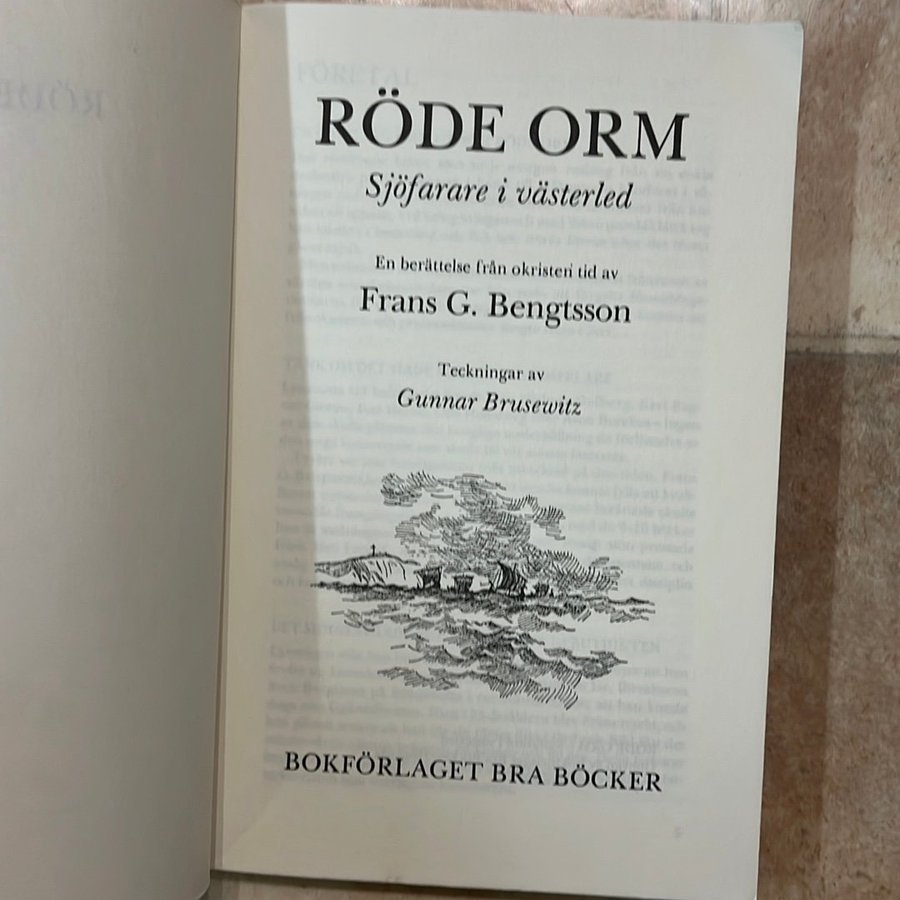 RÖDE ORM
Sjöfarare i västerled
En berättelse från okristen tid av
Frans G. Bengtsson
Teckningar av
Gunnar Brusewitz
BOKFÖRLAGET BRA BÖCKER